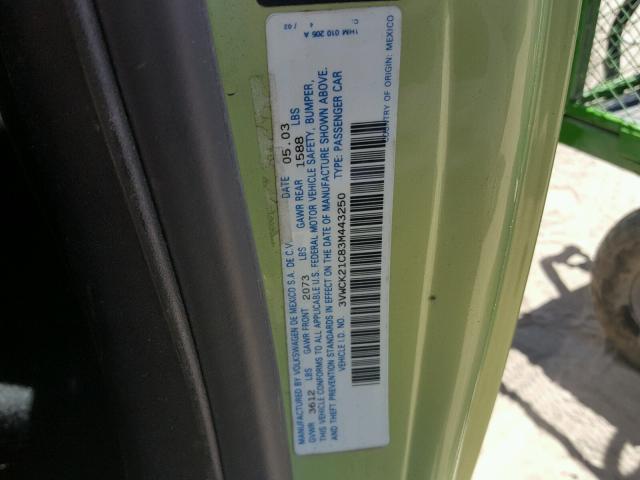 MANUFACTURED BY VOLKSWAGEN DE MEXICO S.A. DE C.V. DATE 05.03
GVWR 3612 LBS GAWR FRONT 2073 LBS GAWR REAR 1588 LBS
THIS VEHICLE CONFORMS TO ALL APPLICABLE U.S. FEDERAL MOTOR VEHICLE SAFETY, BUMPER,
AND THEFT PREVENTION STANDARDS IN EFFECT ON THE DATE OF MANUFACTURE SHOWN ABOVE.
VEHICLE I.D. NO. 3VWCK21C83M443250 TYPE: PASSENGER CAR
COUNTRY OF ORIGIN: MEXICO
1HM 010 205 A
4 /02